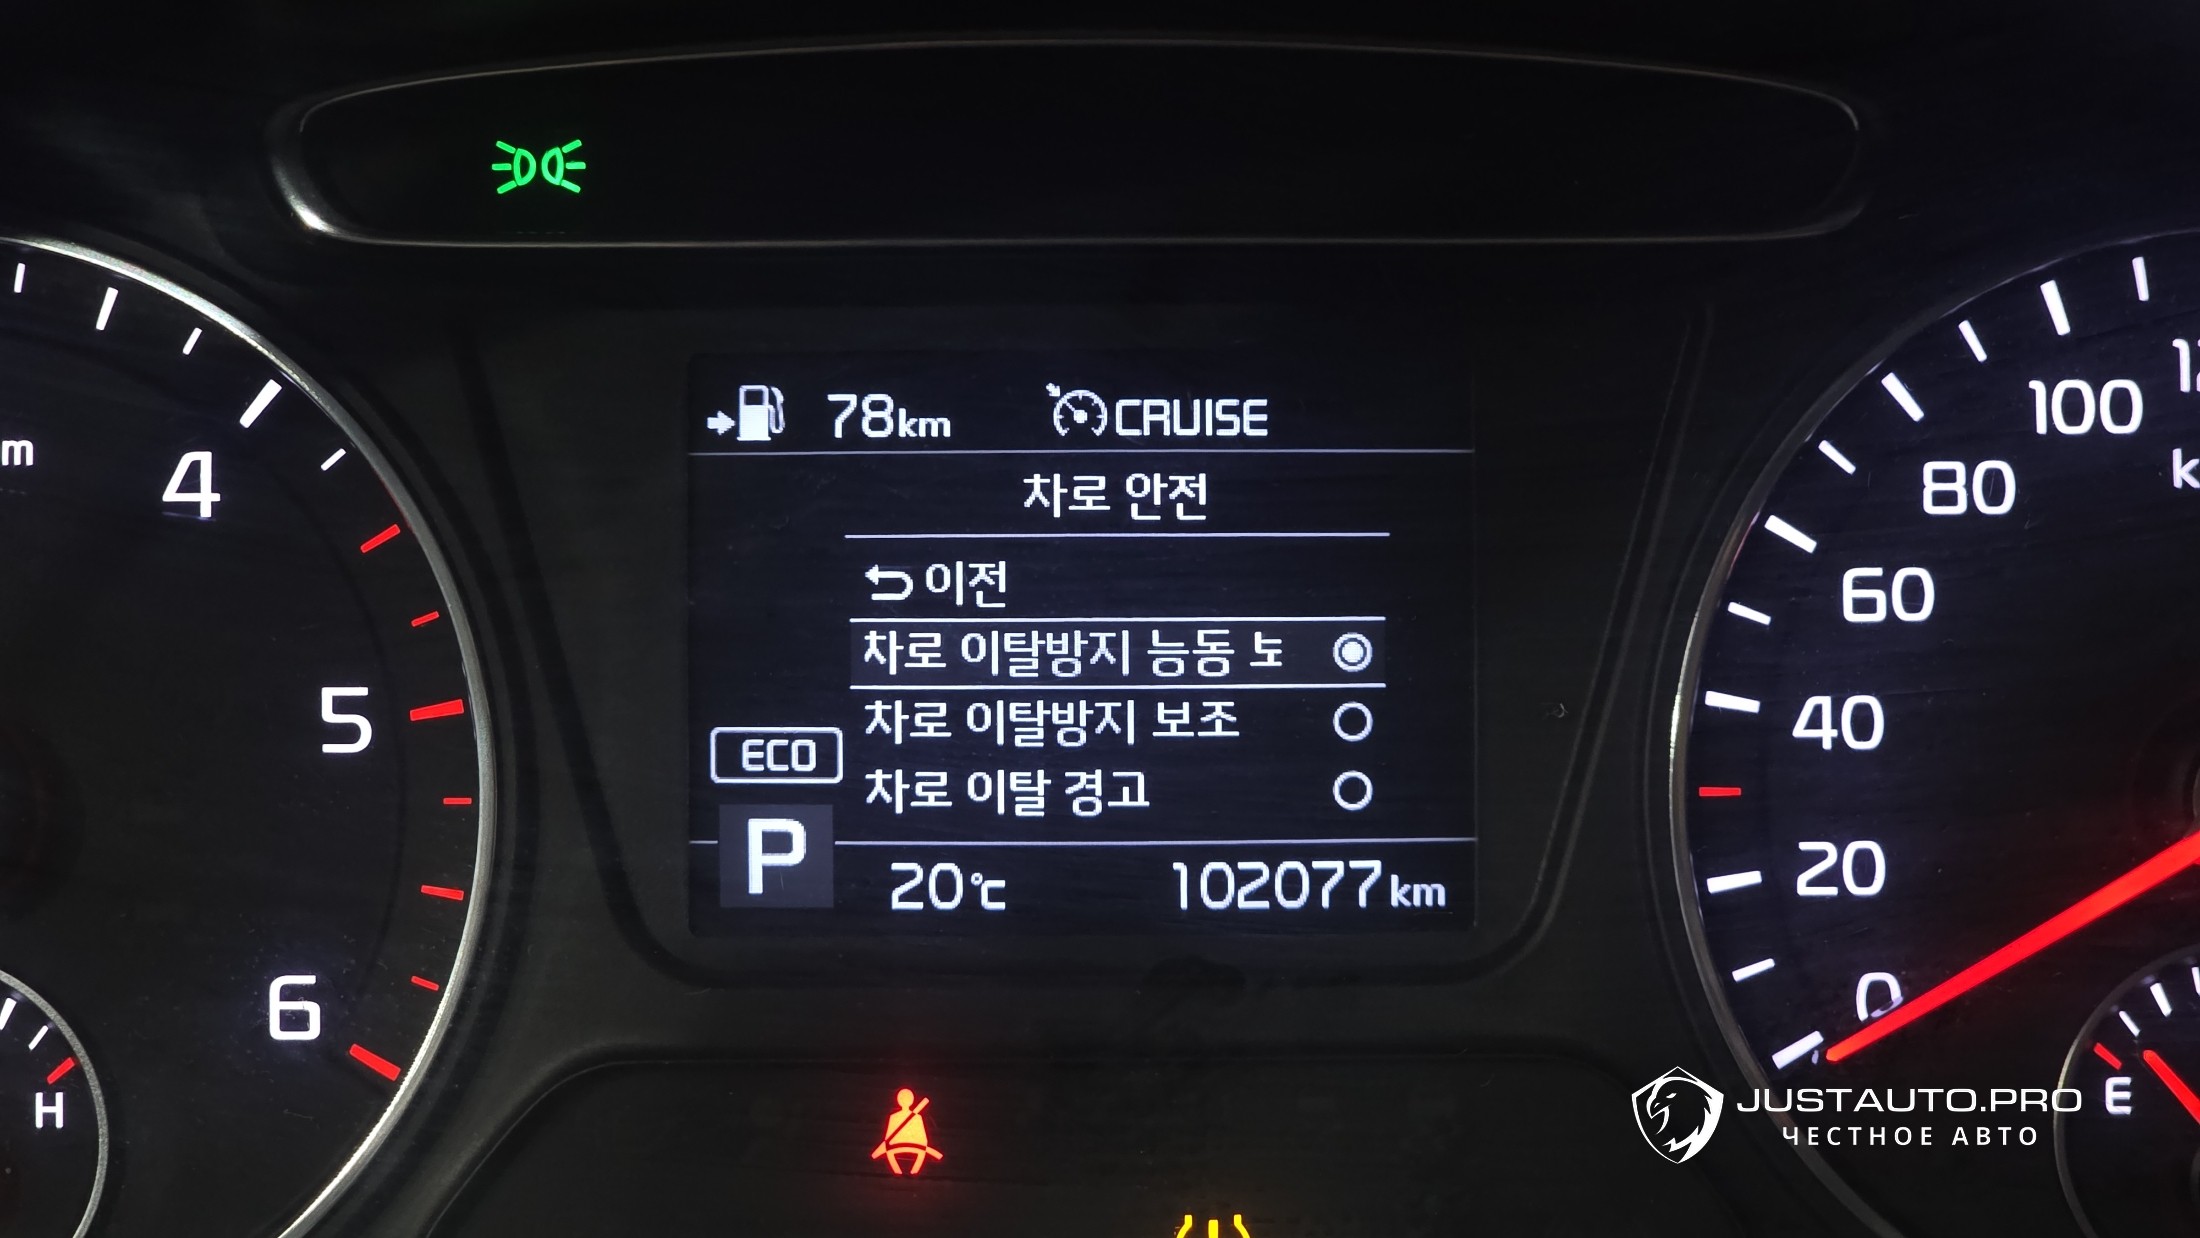 78km CRUISE
차로 안전
이전
차로 이탈방지 능동
차로 이탈방지 보조
차로 이탈 경고
ECO
P
20℃ 102077km
4
5
6
H
100
80
60
40
20
0
E
JUSTAUTO.PRO
ЧЕСТНОЕ АВТО